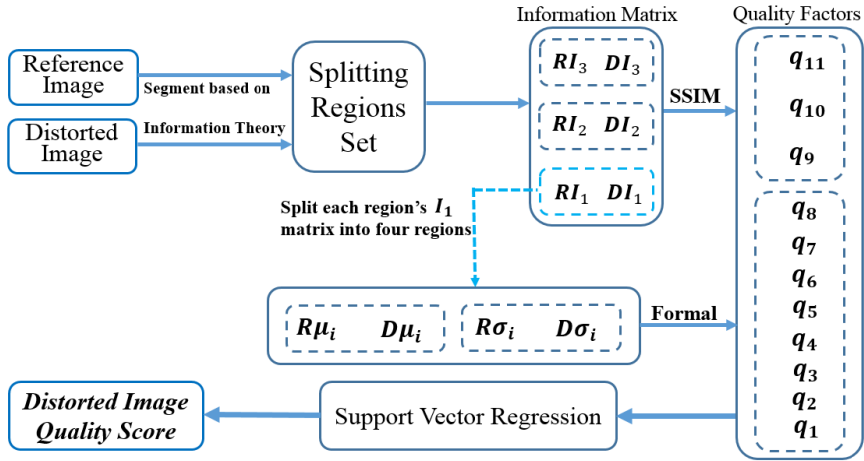 Information Matrix
Quality Factors
Reference
Image
Segment based on
Information Theory
Distorted
Image
Splitting
Regions
Set
RI₃ DI₃
RI₂ DI₂
RI₁ DI₁
SSIM
q₁₁
q₁₀
q₉
q₈
q₇
q₆
q₅
q₄
q₃
q₂
q₁
Split each region's I₁
matrix into four regions
Rμᵢ Dμᵢ Rσᵢ Dσᵢ
Formal
Support Vector Regression
Distorted Image
Quality Score